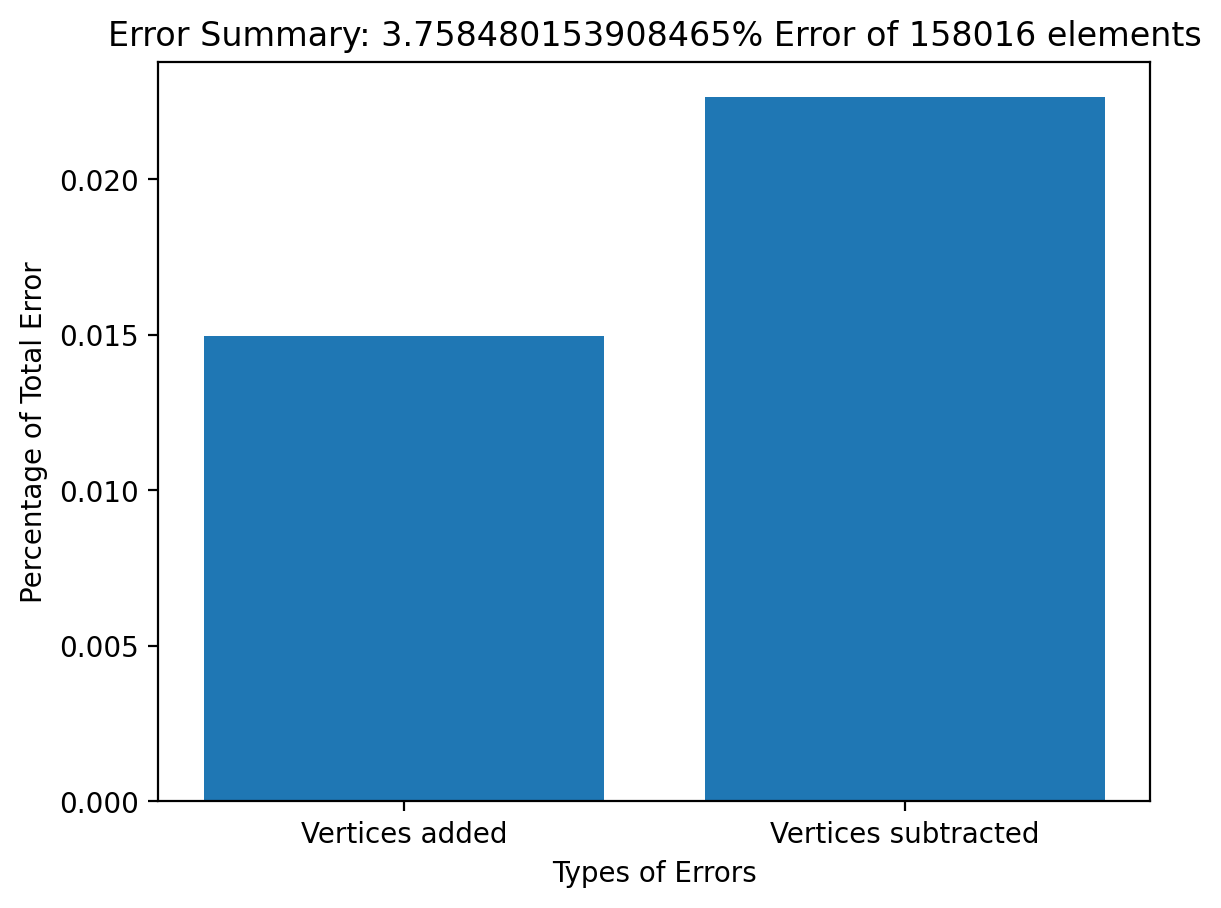 Error Summary: 3.758480153908465% Error of 158016 elements
Percentage of Total Error
0.020
0.015
0.010
0.005
0.000
Vertices added
Vertices subtracted
Types of Errors